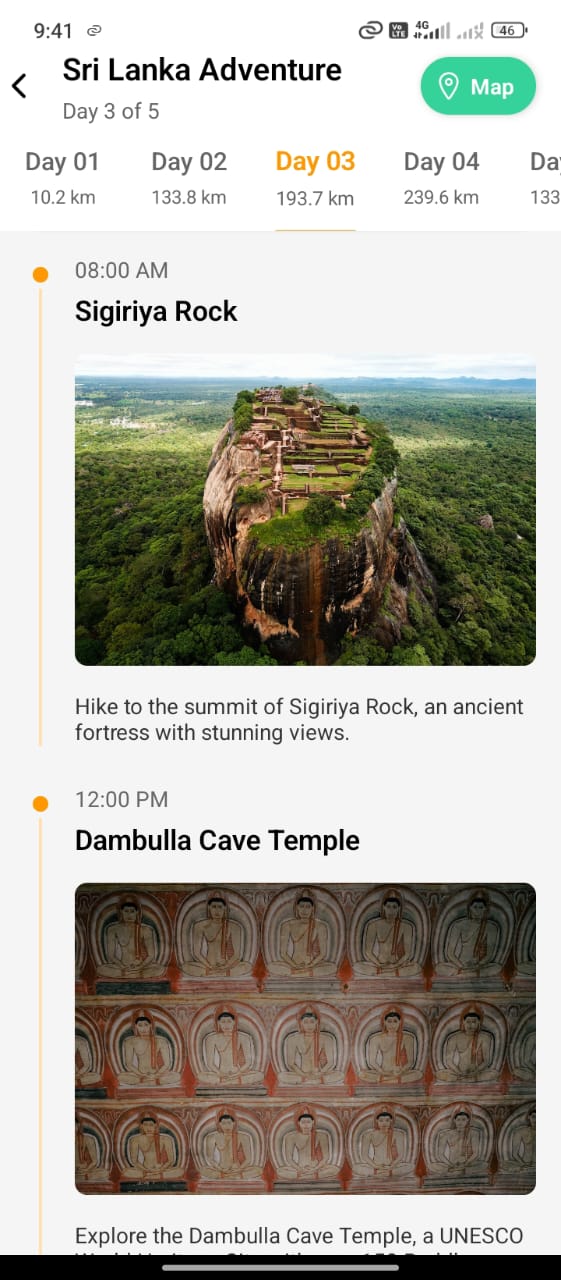 9:41
Vo LTE 4G 46
Sri Lanka Adventure
Day 3 of 5
Map
Day 01 Day 02 Day 03 Day 04 Da
10.2 km 133.8 km 193.7 km 239.6 km 133
08:00 AM
Sigiriya Rock
Hike to the summit of Sigiriya Rock, an ancient
fortress with stunning views.
12:00 PM
Dambulla Cave Temple
Explore the Dambulla Cave Temple, a UNESCO